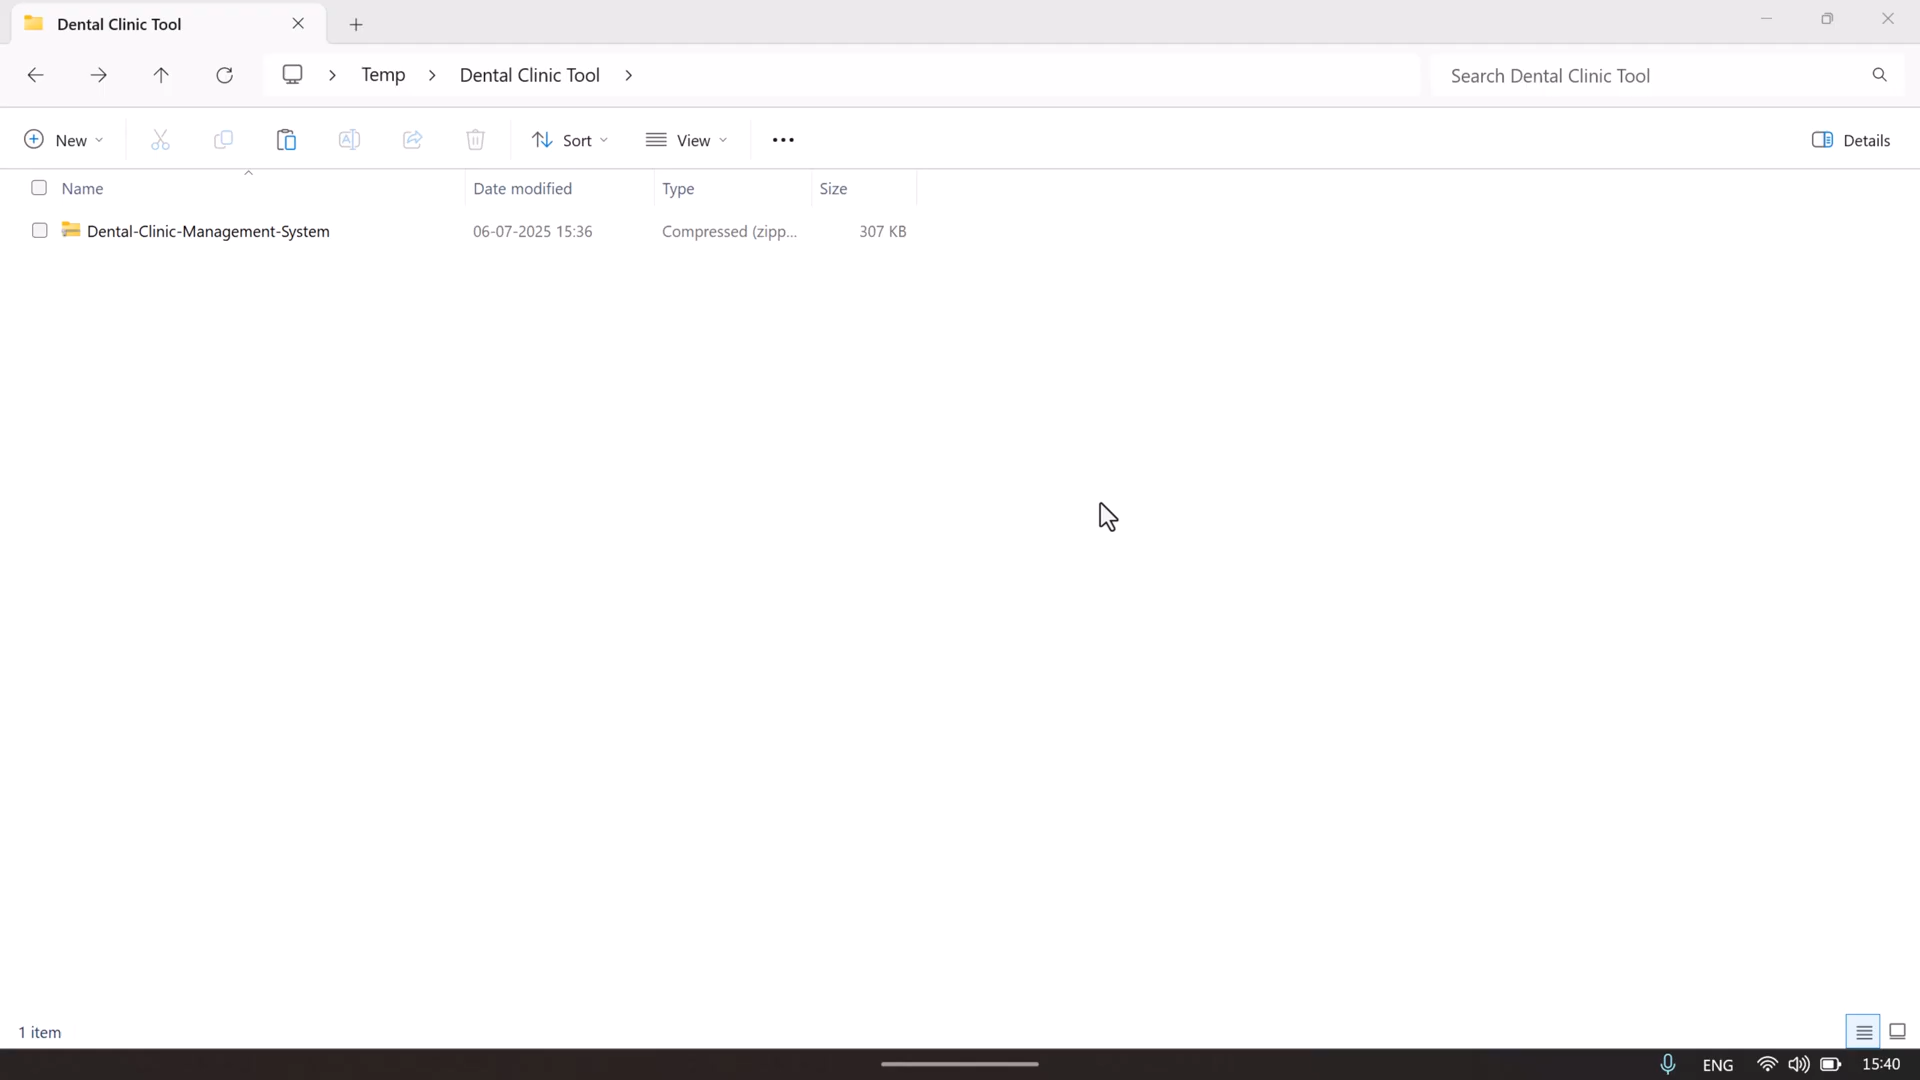 Dental Clinic Tool
Temp
Dental Clinic Tool
Search Dental Clinic Tool
New
Sort
View
Details
Name
Date modified
Type
Size
Dental-Clinic-Management-System
06-07-2025 15:36
Compressed (zipp...
307 KB
1 item
ENG
15:40